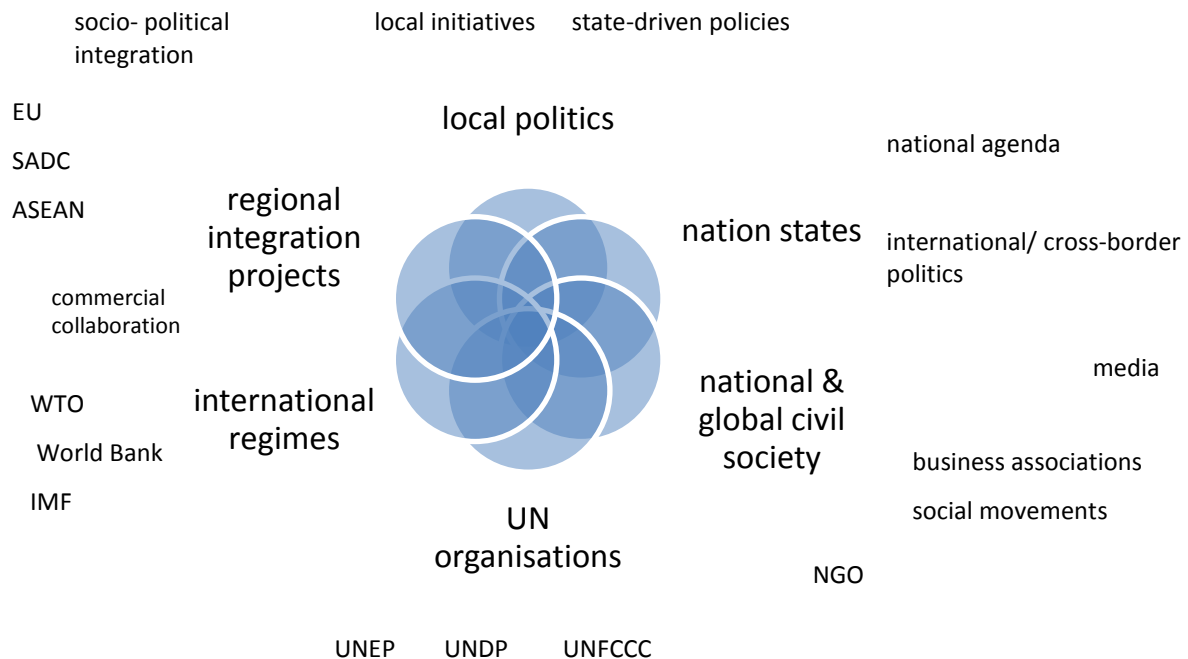 socio- political
integration
local initiatives
state-driven policies
EU
SADC
ASEAN
local politics
national agenda
regional
integration
projects
nation states
international/ cross-border
politics
commercial
collaboration
media
WTO
World Bank
IMF
international
regimes
national &
global civil
society
business associations
social movements
UN
organisations
NGO
UNEP
UNDP
UNFCCC